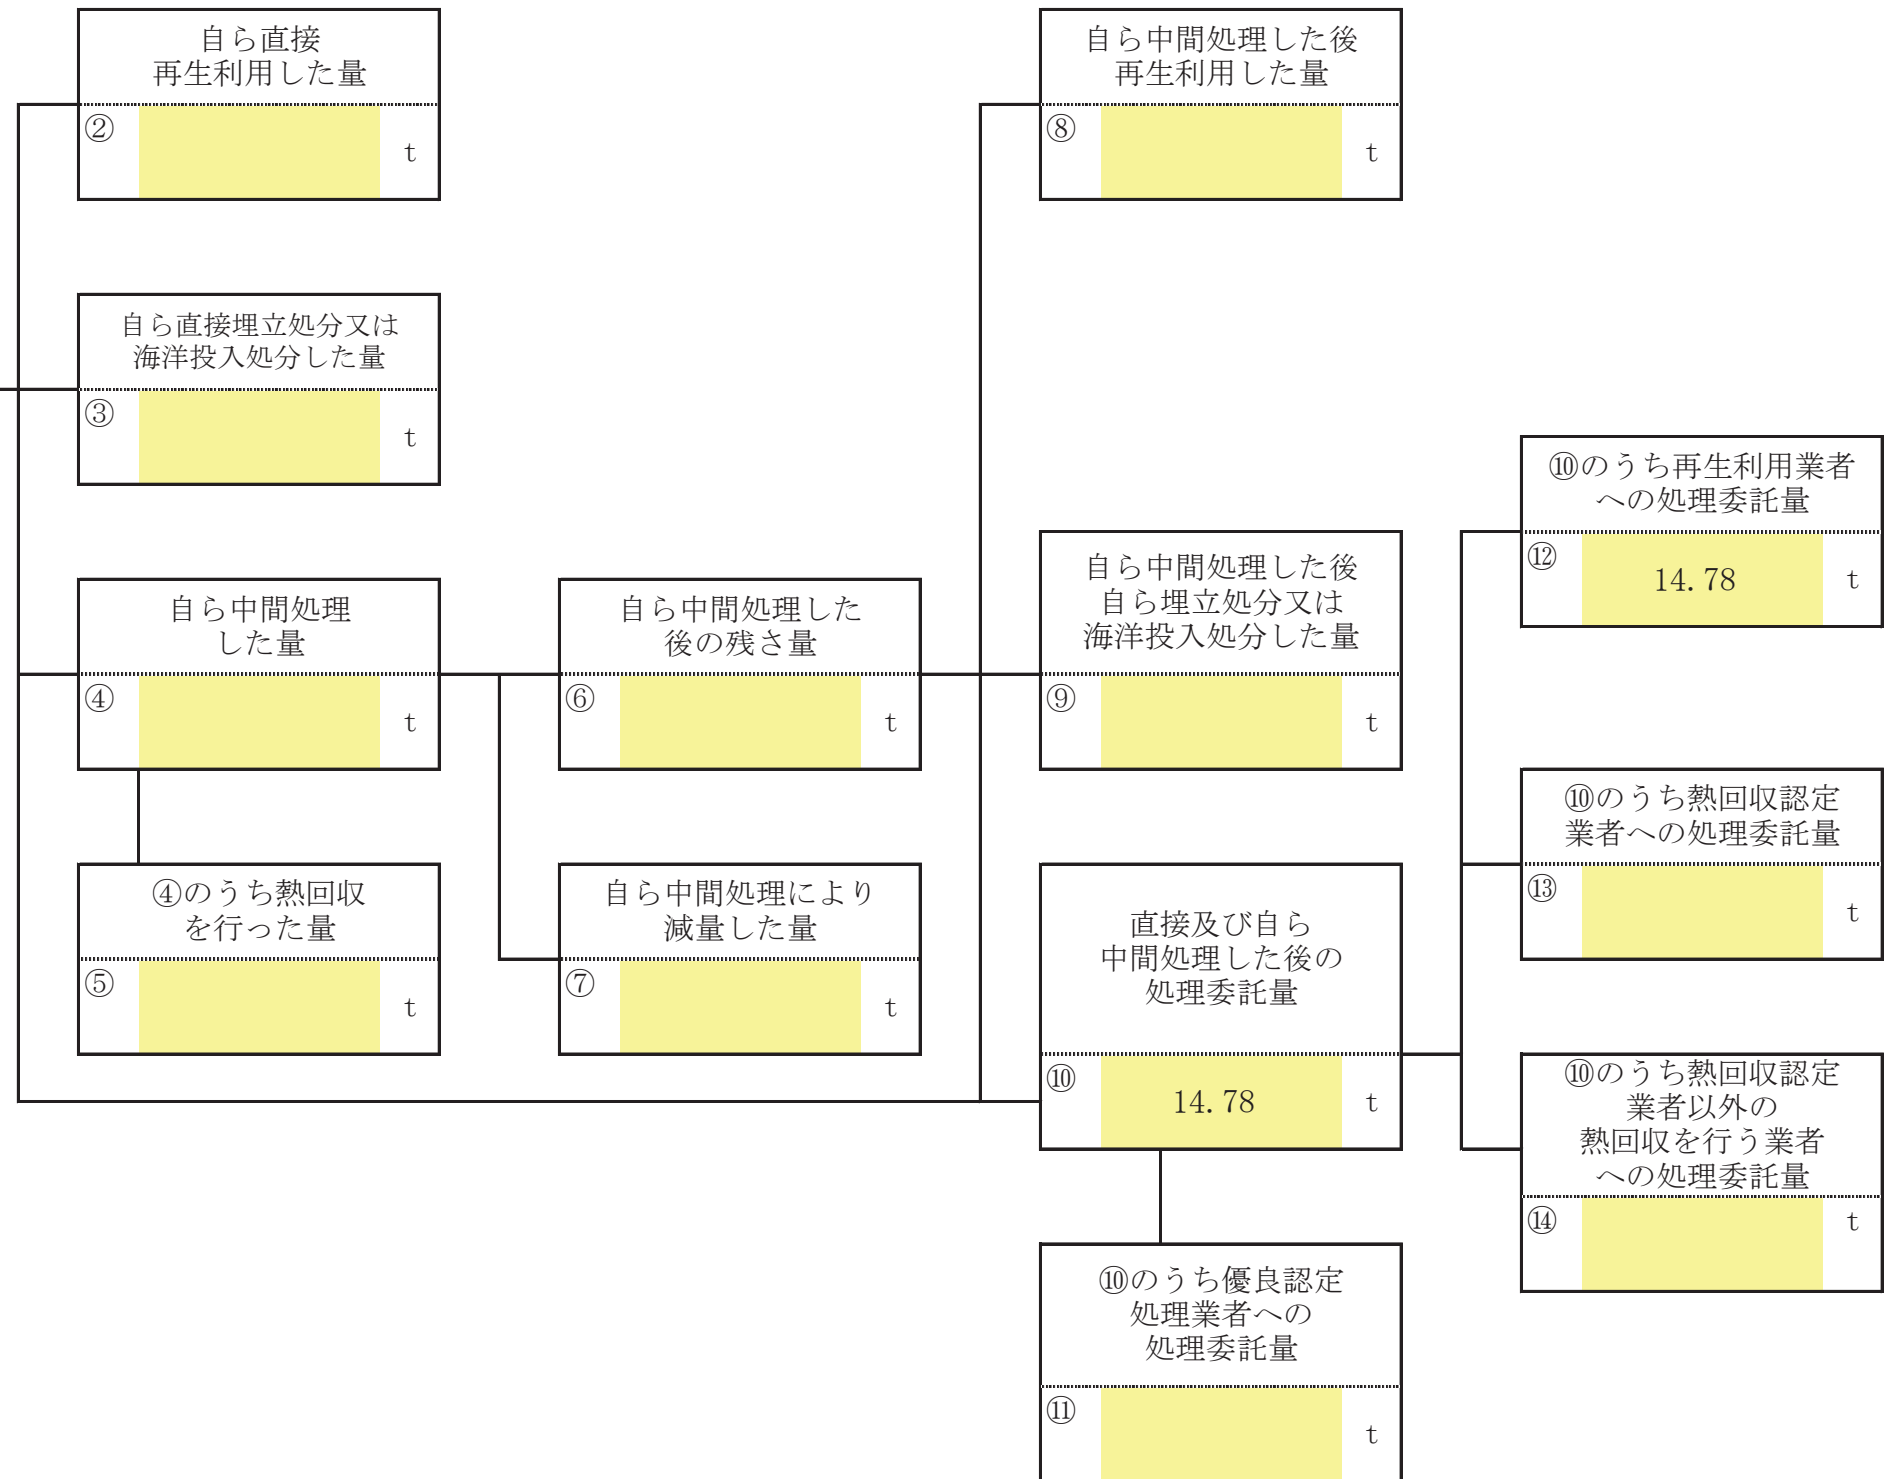 自ら直接
再生利用した量
②
t
自ら中間処理した後
再生利用した量
⑧
t
自ら直接埋立処分又は
海洋投入処分した量
③
t
⑩のうち再生利用業者
への処理委託量
⑫
14.78
t
自ら中間処理した後
自ら埋立処分又は
海洋投入処分した量
⑨
t
自ら中間処理
した量
④
t
自ら中間処理した
後の残さ量
⑥
t
⑩のうち熱回収認定
業者への処理委託量
⑬
t
④のうち熱回収
を行った量
⑤
t
自ら中間処理により
減量した量
⑦
t
直接及び自ら
中間処理した後の
処理委託量
⑩
14.78
t
⑩のうち熱回収認定
業者以外の
熱回収を行う業者
への処理委託量
⑭
t
⑩のうち優良認定
処理業者への
処理委託量
⑪
t